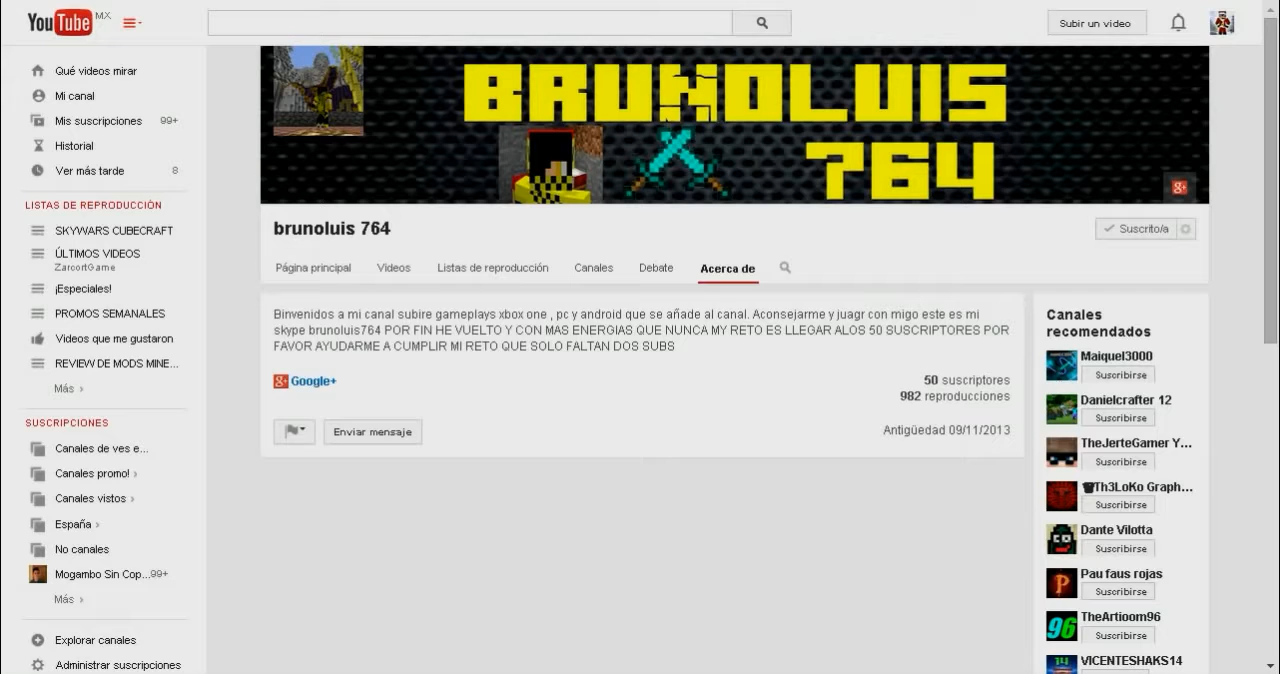 YouTube MX
Subir un video
Qué videos mirar
Mi canal
Mis suscripciones 99+
Historial
Ver más tarde 8
LISTAS DE REPRODUCCIÓN
SKYWARS CUBECRAFT
ÚLTIMOS VIDEOS
ZarcortGame
¡Especiales!
PROMOS SEMANALES
Videos que me gustaron
REVIEW DE MODS MINE...
Más ›
SUSCRIPCIONES
Canales de ves e...
Canales promo! ›
Canales vistos ›
España ›
No canales
Mogambo Sin Cop... 99+
Más ›
Explorar canales
Administrar suscripciones
BRUNOLUIS
764
g+
brunoluis 764
Suscrito/a
Página principal Videos Listas de reproducción Canales Debate Acerca de
Binvenidos a mi canal subire gameplays xbox one , pc y android que se añade al canal. Aconsejarme y juagr con migo este es mi
skype brunoluis764 POR FIN HE VUELTO Y CON MAS ENERGIAS QUE NUNCA MY RETO ES LLEGAR ALOS 50 SUSCRIPTORES POR
FAVOR AYUDARME A CUMPLIR MI RETO QUE SOLO FALTAN DOS SUBS
g+ Google+
50 suscriptores
982 reproducciones
Enviar mensaje
Antigüedad 09/11/2013
Canales
recomendados
Maiquel3000
Suscribirse
Danielcrafter 12
Suscribirse
TheJerteGamer Y...
Suscribirse
Th3LoKo Graph...
Suscribirse
Dante Vilotta
Suscribirse
Pau faus rojas
Suscribirse
P
TheArtioom96
Suscribirse
96
VICENTESHAKS14
14